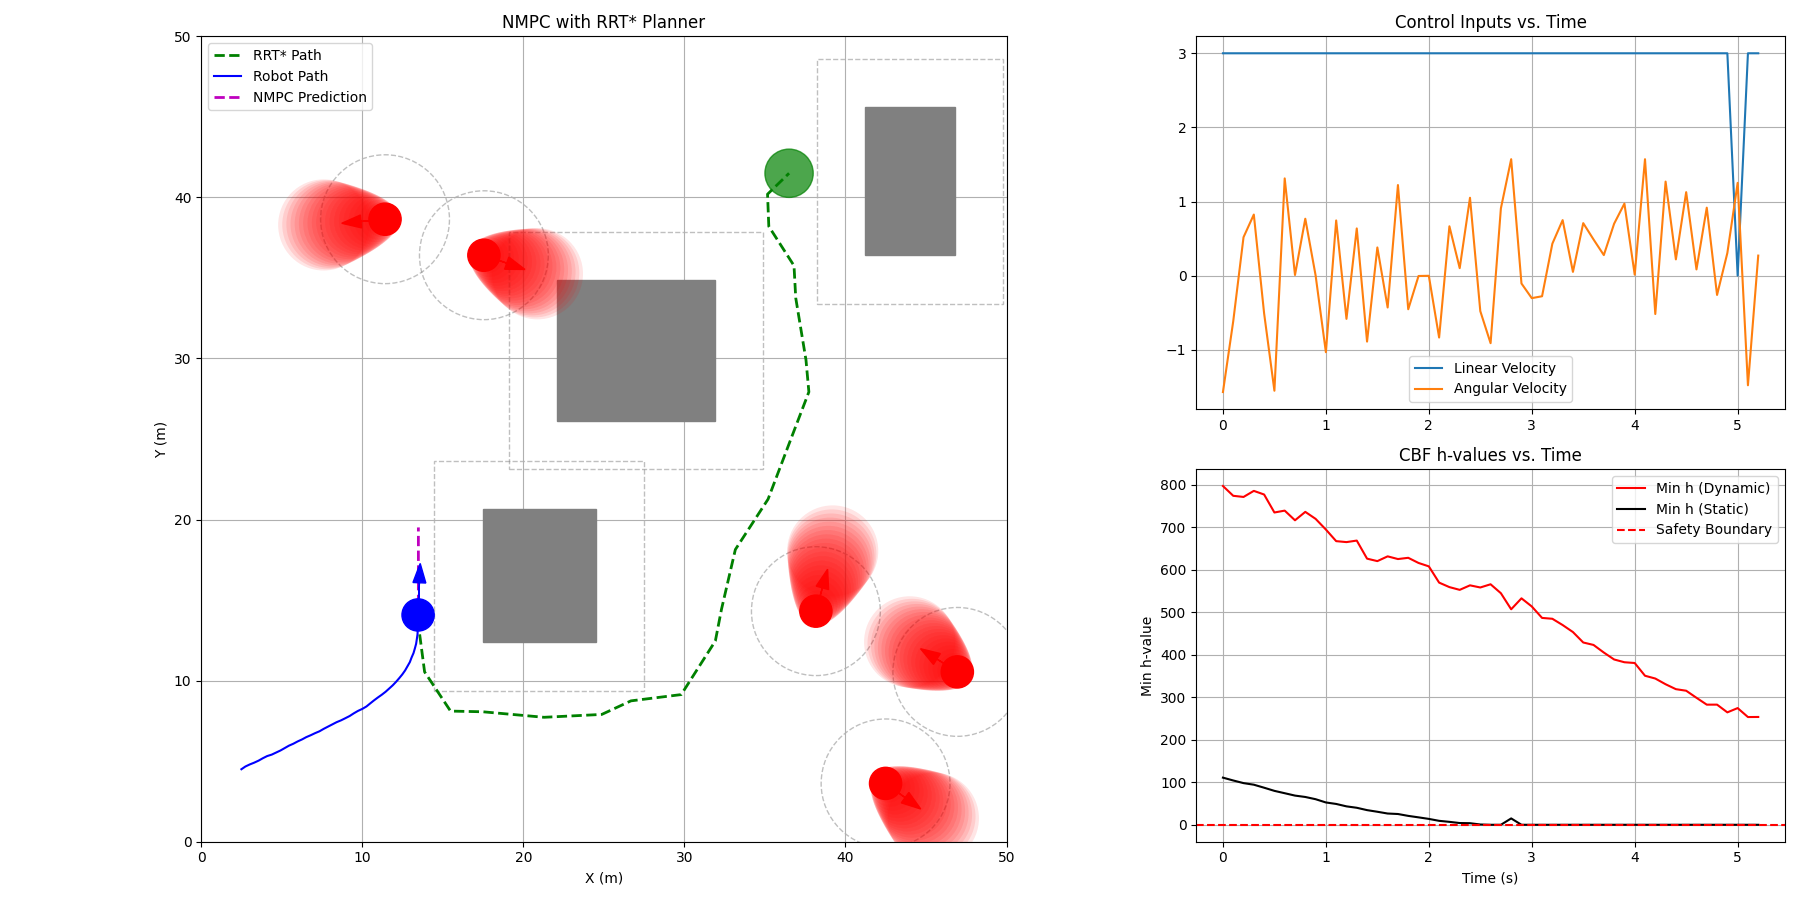 NMPC with RRT* Planner
RRT* Path
Robot Path
NMPC Prediction
Y (m)
50
40
30
20
10
0
0 10 20 30 40 50
X (m)
Control Inputs vs. Time
3
2
1
0
−1
Linear Velocity
Angular Velocity
0 1 2 3 4 5
CBF h-values vs. Time
Min h (Dynamic)
Min h (Static)
Safety Boundary
Min h-value
800
700
600
500
400
300
200
100
0
0 1 2 3 4 5
Time (s)